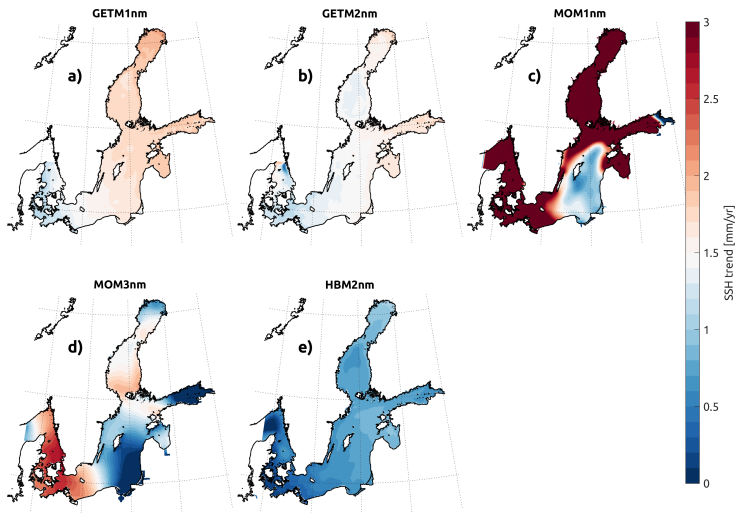 GETM1nm
GETM2nm
MOM1nm
a)
b)
c)
3
2.5
2
1.5
1
0.5
0
SSH trend [mm/yr]
MOM3nm
HBM2nm
d)
e)